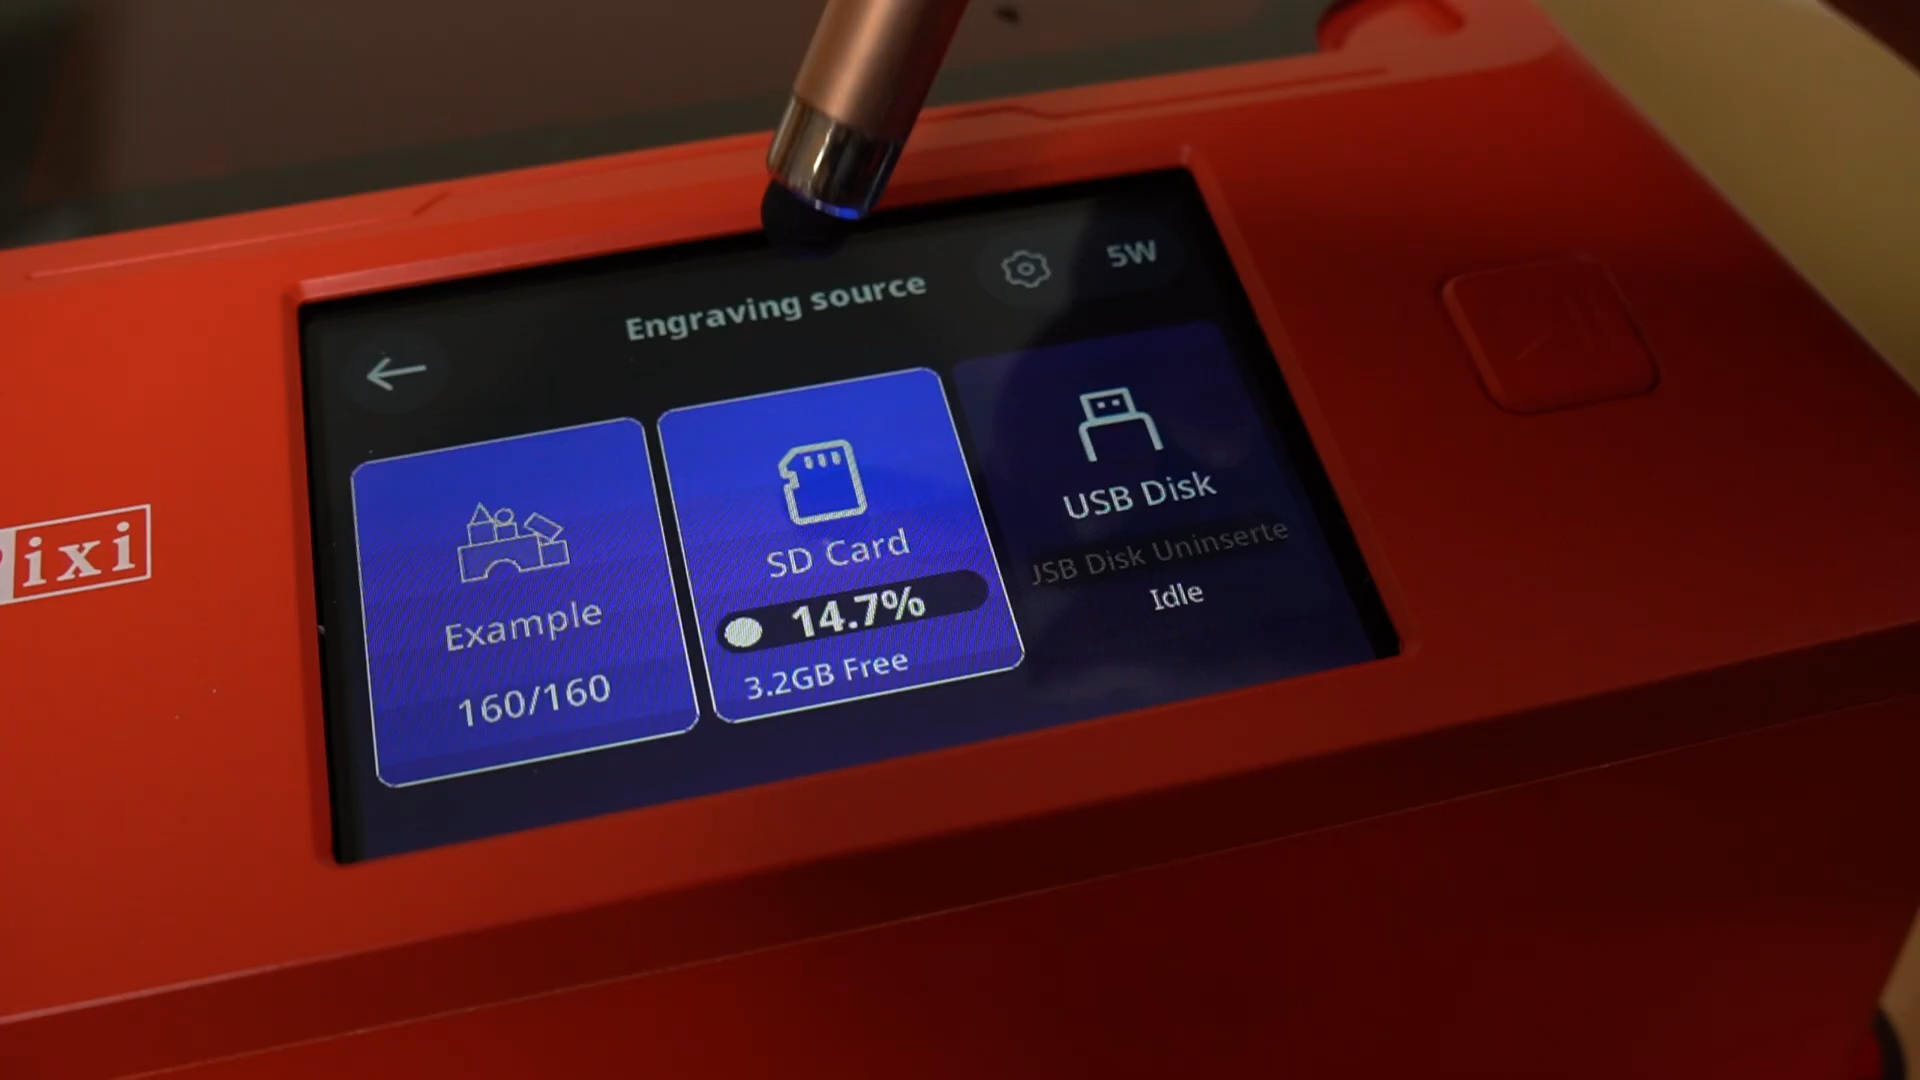 Engraving source
5W
Example
160/160
SD Card
14.7%
3.2GB Free
USB Disk
JSB Disk Uninserte
Idle
ixi